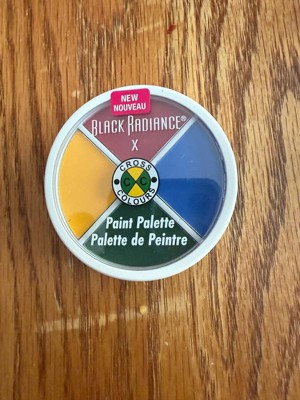 NEW
NOUVEAU
BLACK RADIANCE®
X
CROSS
C C
COLOURS
Paint Palette
Palette de Peintre